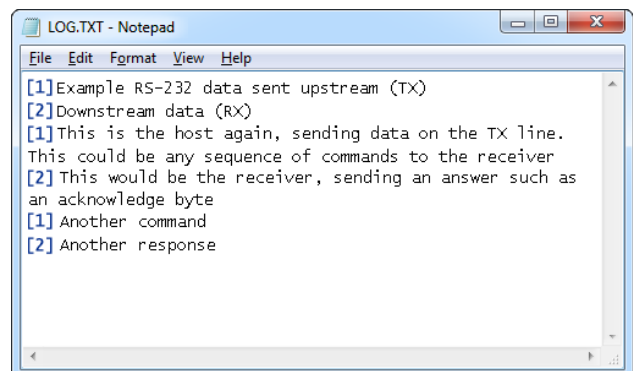 LOG.TXT - Notepad
File Edit Format View Help
[1]Example RS-232 data sent upstream (TX)
[2]Downstream data (RX)
[1]This is the host again, sending data on the TX line.
This could be any sequence of commands to the receiver
[2] This would be the receiver, sending an answer such as
an acknowledge byte
[1] Another command
[2] Another response